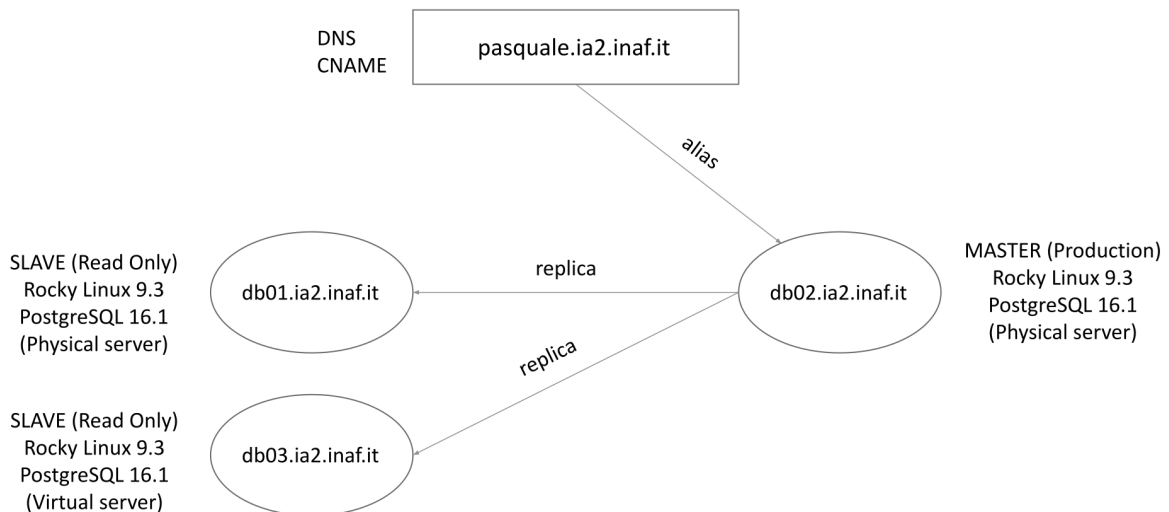 DNS
CNAME
pasquale.ia2.inaf.it
alias
SLAVE (Read Only)
Rocky Linux 9.3
PostgreSQL 16.1
(Physical server)
db01.ia2.inaf.it
replica
db02.ia2.inaf.it
MASTER (Production)
Rocky Linux 9.3
PostgreSQL 16.1
(Physical server)
replica
SLAVE (Read Only)
Rocky Linux 9.3
PostgreSQL 16.1
(Virtual server)
db03.ia2.inaf.it